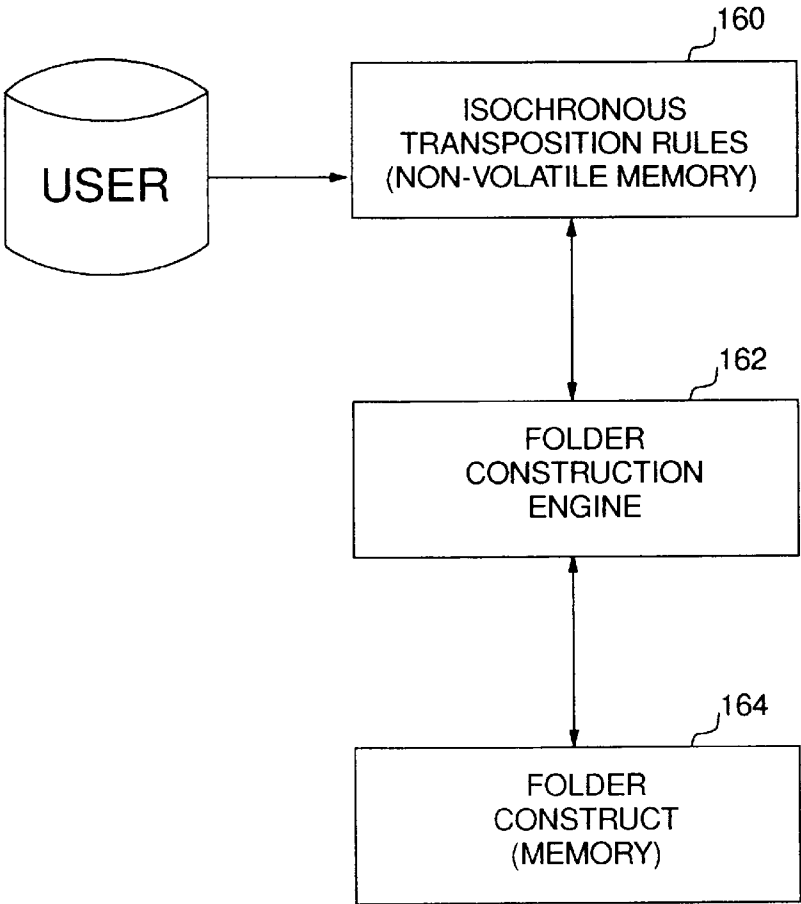 160
ISOCHRONOUS
TRANSPOSITION RULES
(NON-VOLATILE MEMORY)
USER
162
FOLDER
CONSTRUCTION
ENGINE
164
FOLDER
CONSTRUCT
(MEMORY)